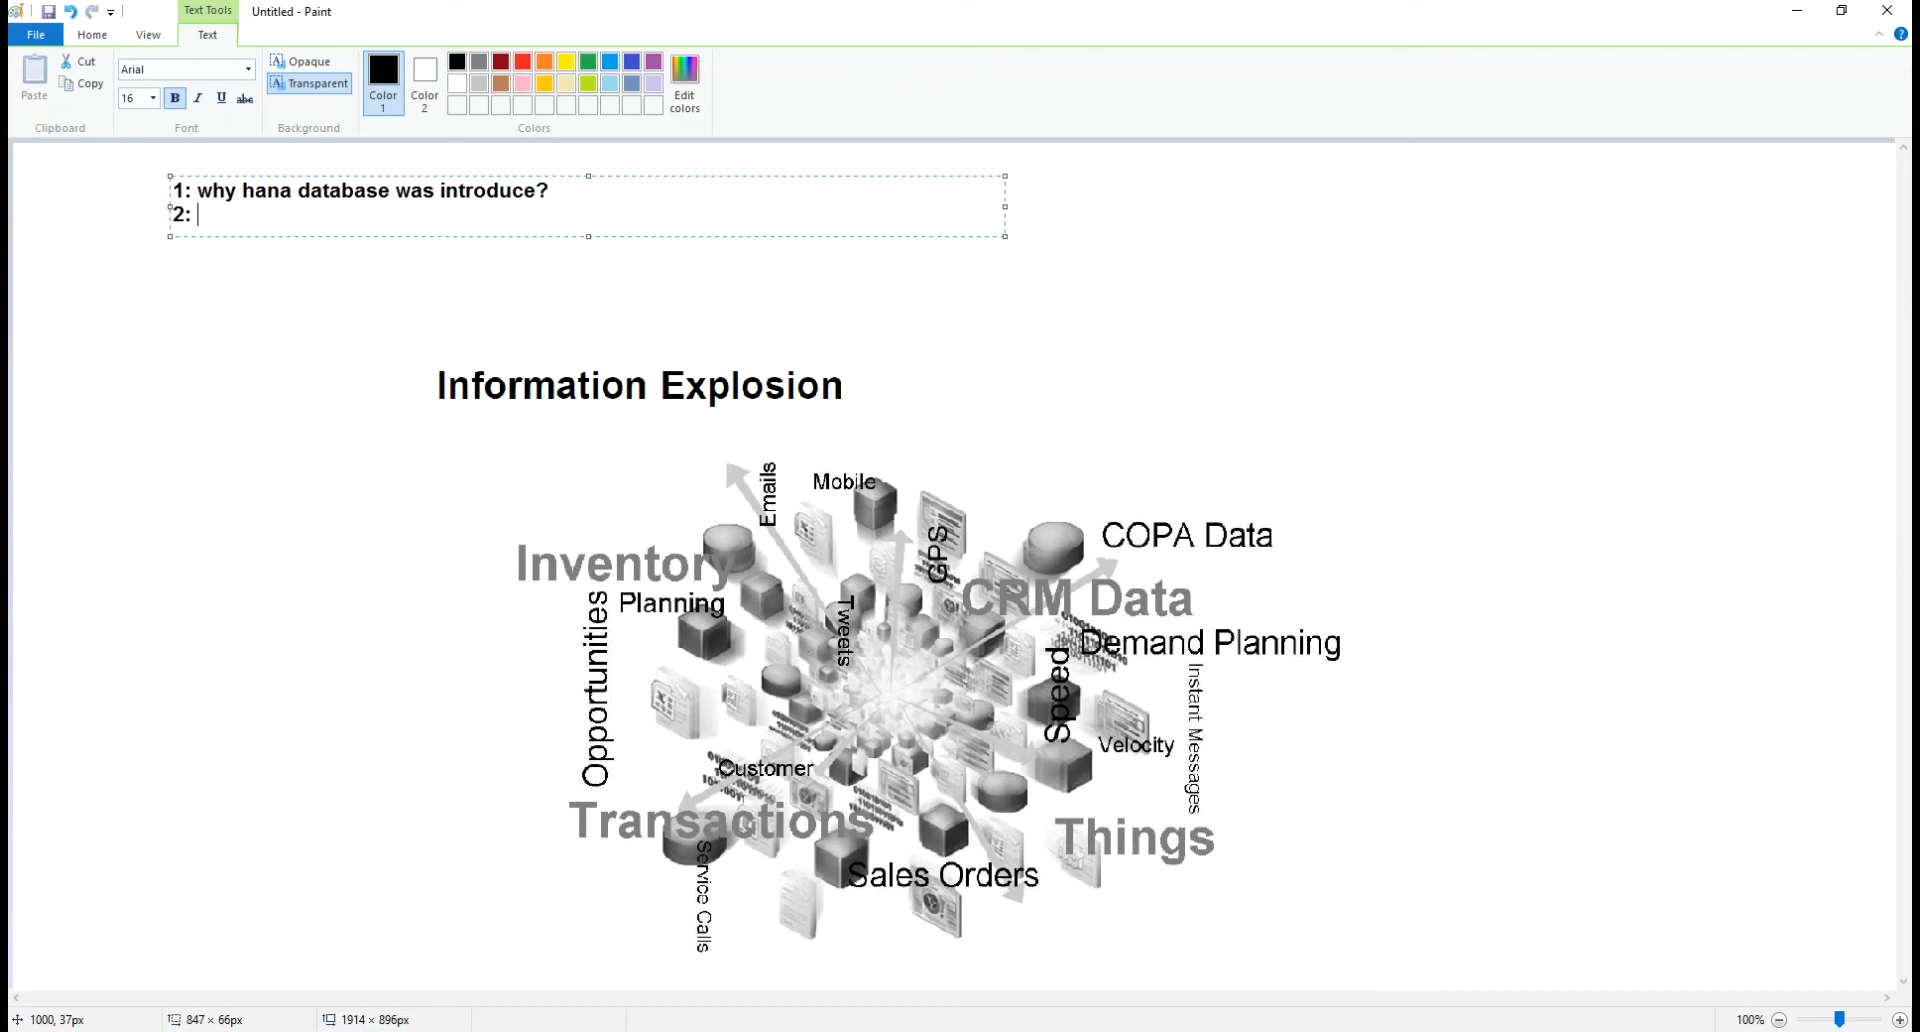 Text Tools
Untitled - Paint
File
Home
View
Text
Paste
Cut
Copy
Clipboard
Arial
16
B
I
U
abc
Font
A Opaque
A Transparent
Background
Color 1
Color 2
Edit colors
Colors
1: why hana database was introduce?
2:
Information Explosion
Emails
Mobile
GPS
COPA Data
Inventory
CRM Data
Planning
Tweets
Demand Planning
Opportunities
Speed
Instant Messages
Velocity
Customer
Transactions
Things
Service Calls
Sales Orders
1000, 37px
847 × 66px
1914 × 896px
100%